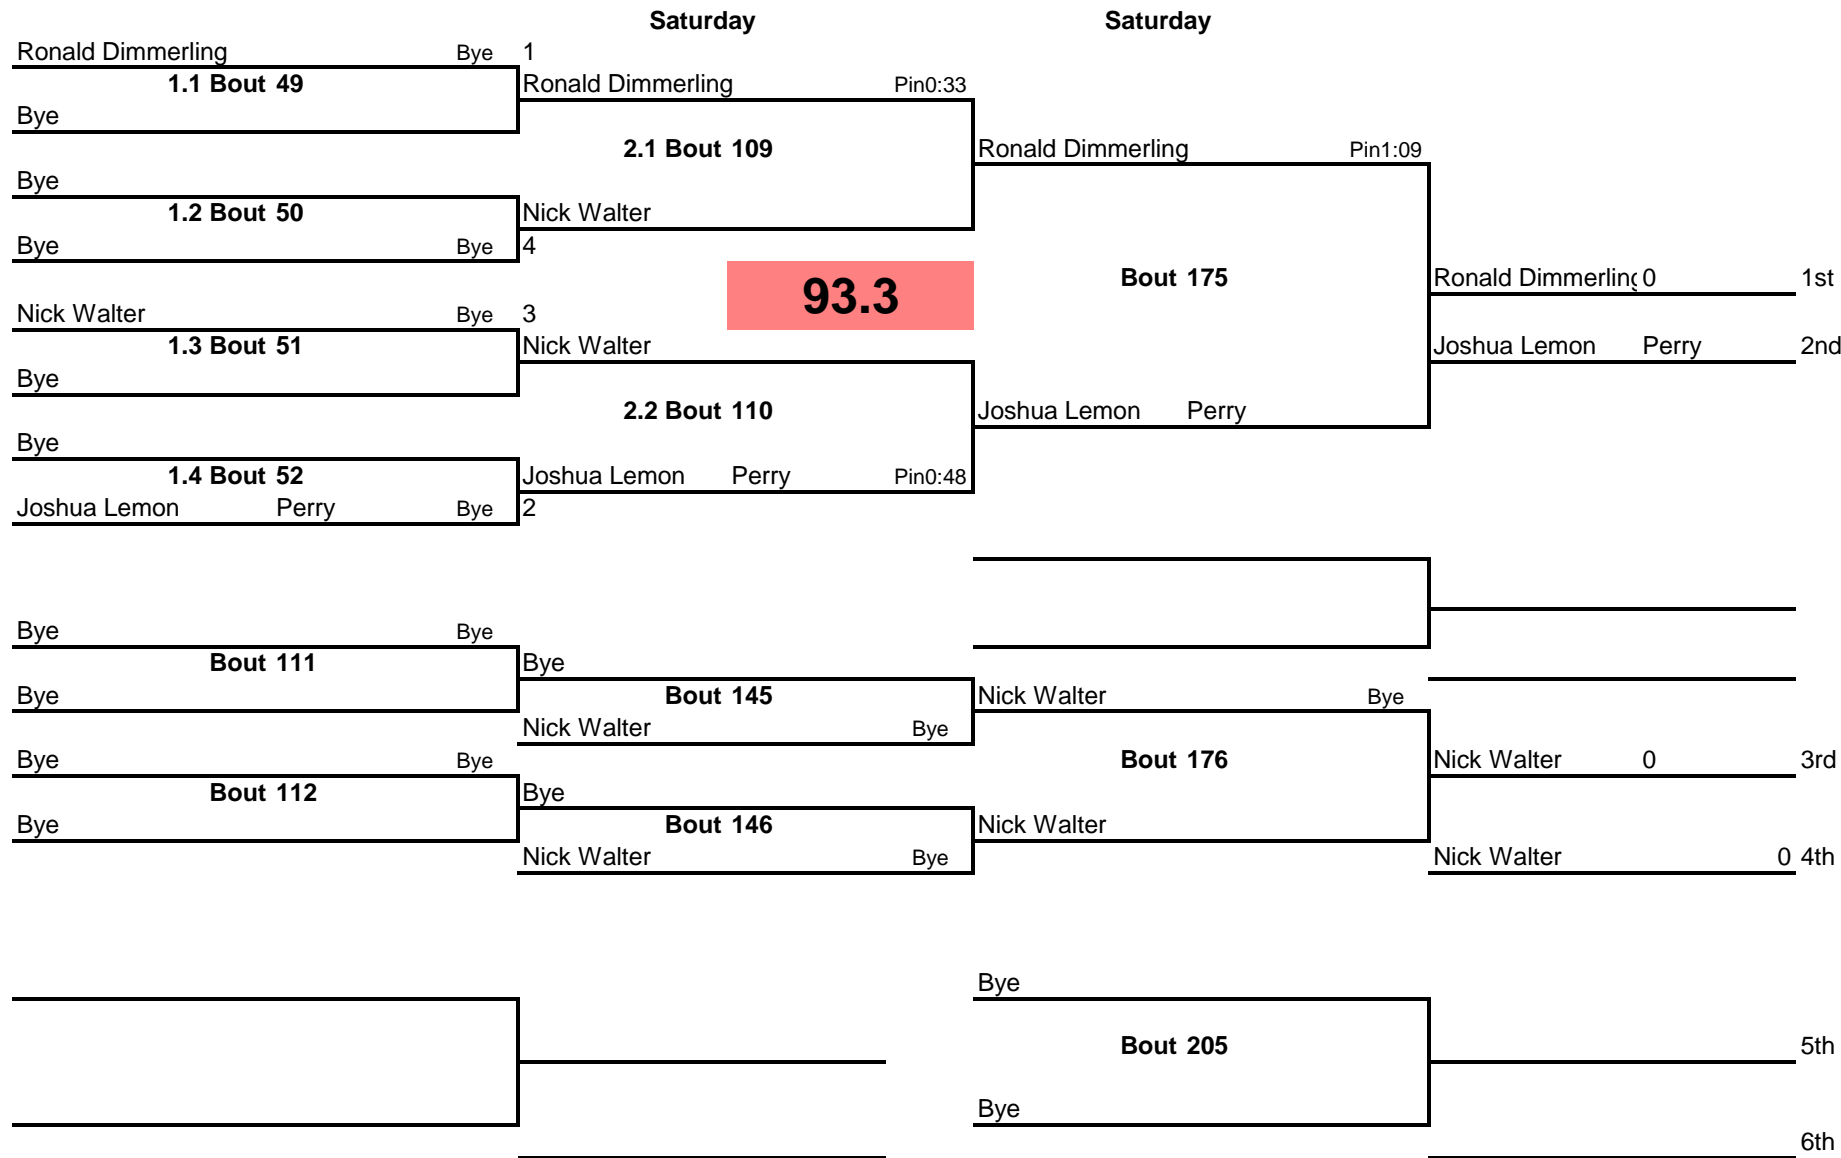 Saturday Saturday
Ronald Dimmerling Bye 1
1.1 Bout 49 Ronald Dimmerling Pin0:33
Bye
2.1 Bout 109 Ronald Dimmerling Pin1:09
Bye
1.2 Bout 50 Nick Walter
Bye Bye 4
93.3 Bout 175 Ronald Dimmerling 0 1st
Nick Walter Bye 3
1.3 Bout 51 Nick Walter Joshua Lemon Perry 2nd
Bye
2.2 Bout 110 Joshua Lemon Perry
Bye
1.4 Bout 52 Joshua Lemon Perry Pin0:48
Joshua Lemon Perry Bye 2
Bye Bye
Bout 111 Bye
Bye Bout 145 Nick Walter Bye
Nick Walter Bye
Bye Bye Bout 176 Nick Walter 0 3rd
Bout 112 Bye
Bye Bout 146 Nick Walter
Nick Walter Bye Nick Walter 0 4th
Bye
Bout 205 5th
Bye
6th